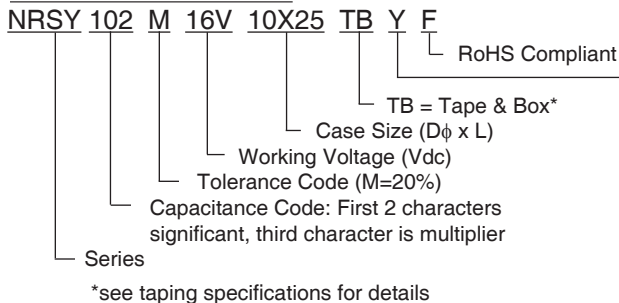 NRSY 102 M 16V 10X25 TB Y F
RoHS Compliant
TB = Tape & Box*
Case Size (Dϕ x L)
Working Voltage (Vdc)
Tolerance Code (M=20%)
Capacitance Code: First 2 characters
significant, third character is multiplier
Series
*see taping specifications for details